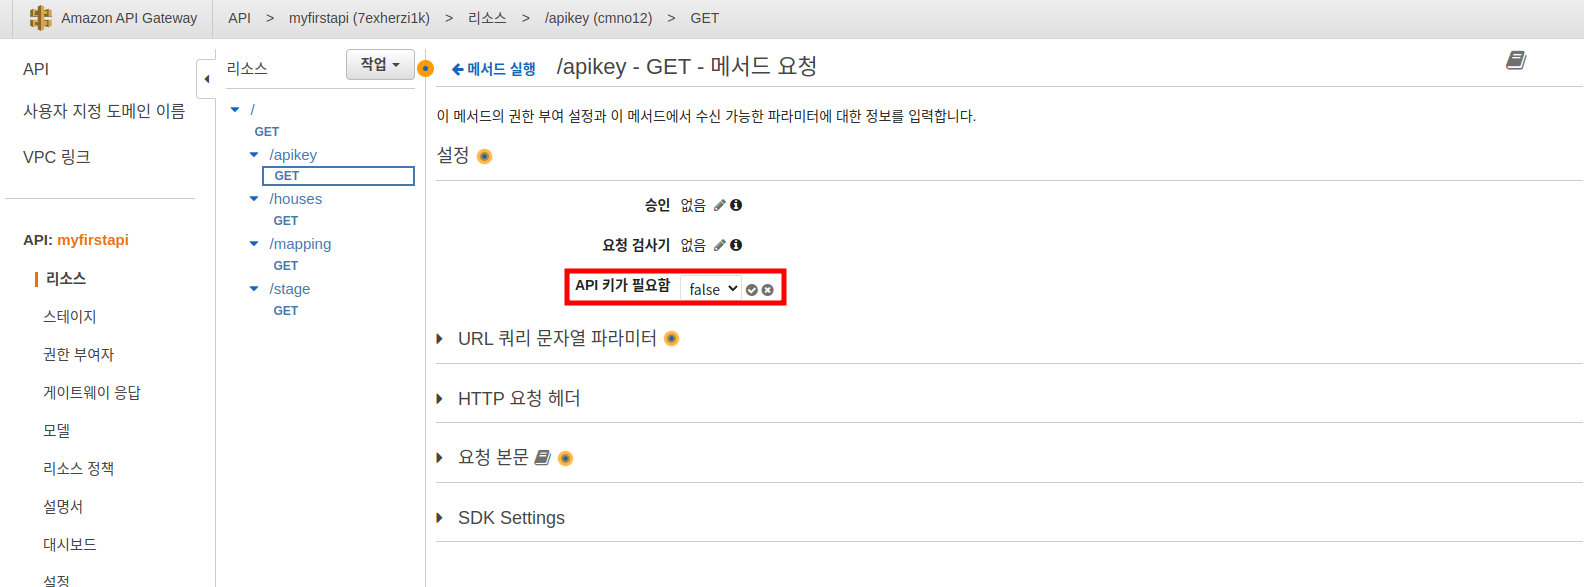 Amazon API Gateway
API > myfirstapi (7exherzi1k) > 리소스 > /apikey (cmno12) > GET
API
사용자 지정 도메인 이름
VPC 링크
API: myfirstapi
리소스
스테이지
권한 부여자
게이트웨이 응답
모델
리소스 정책
설명서
대시보드
설정
리소스
작업
/
GET
/apikey
GET
/houses
GET
/mapping
GET
/stage
GET
메서드 실행
/apikey - GET - 메서드 요청
이 메서드의 권한 부여 설정과 이 메서드에서 수신 가능한 파라미터에 대한 정보를 입력합니다.
설정
승인 없음
요청 검사기 없음
API 키가 필요함 false
URL 쿼리 문자열 파라미터
HTTP 요청 헤더
요청 본문
SDK Settings